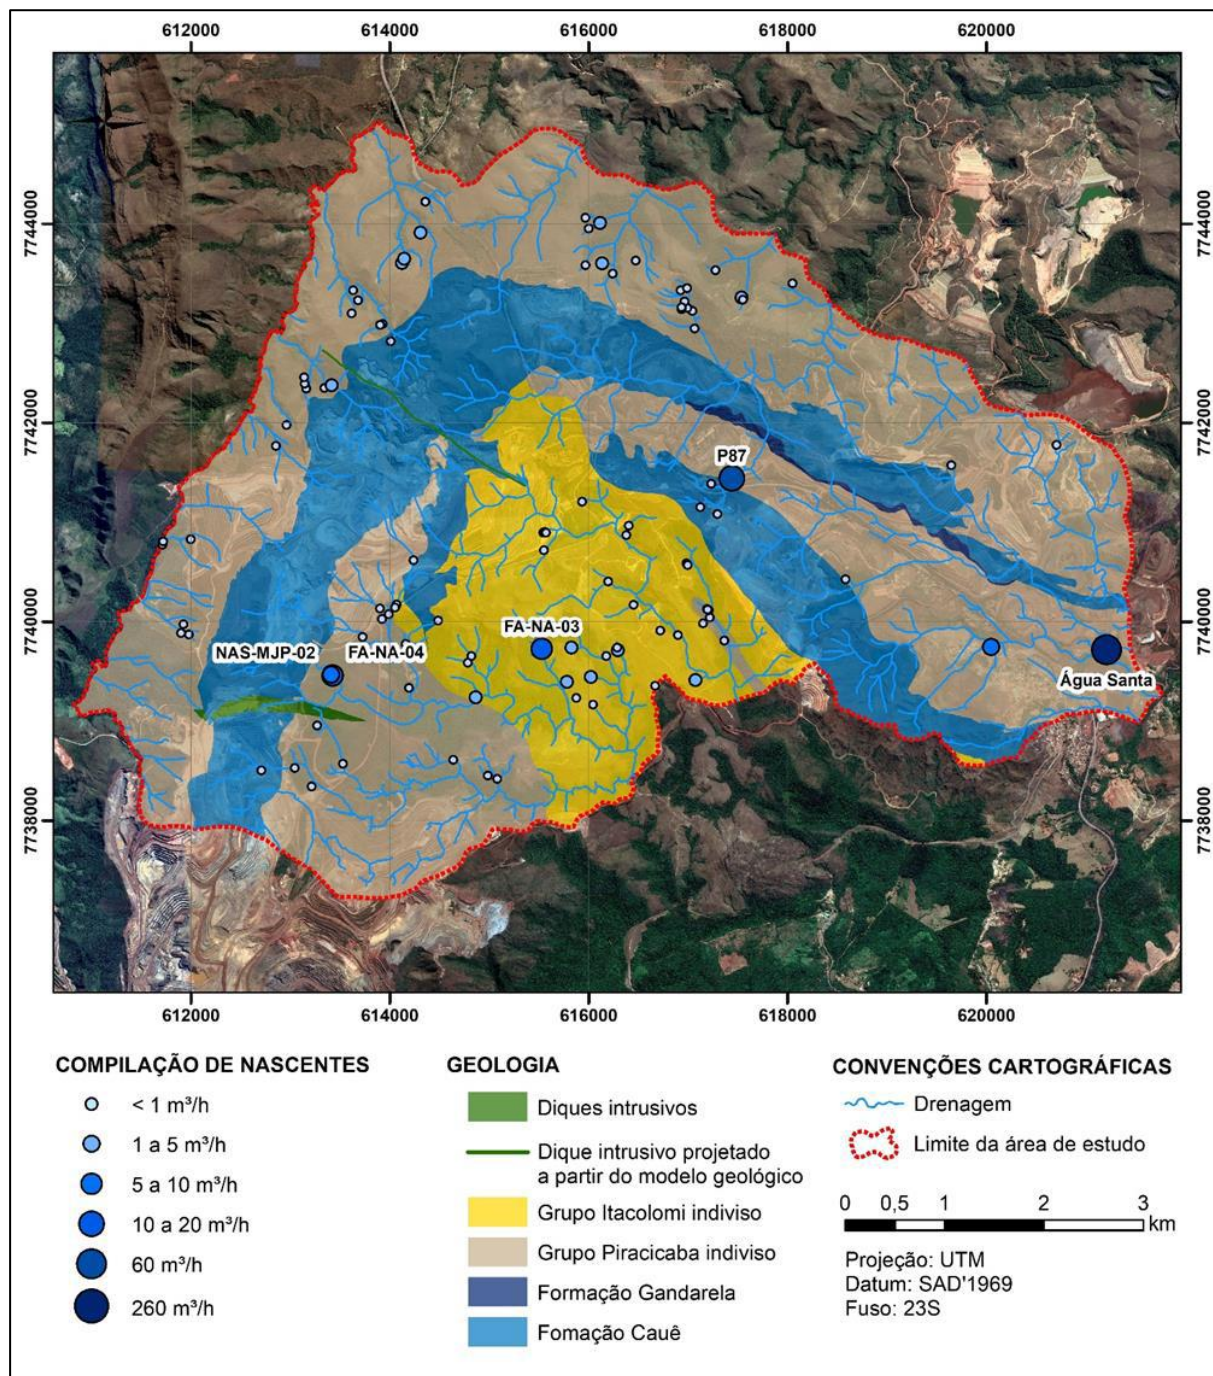 612000 614000 616000 618000 620000
7744000 7744000
7742000 7742000
P87
7740000 7740000
FA-NA-03
NAS-MJP-02 FA-NA-04
Água Santa
7738000 7738000
612000 614000 616000 618000 620000
COMPILAÇÃO DE NASCENTES
< 1 m³/h
1 a 5 m³/h
5 a 10 m³/h
10 a 20 m³/h
60 m³/h
260 m³/h
GEOLOGIA
Diques intrusivos
Dique intrusivo projetado
a partir do modelo geológico
Grupo Itacolomi indiviso
Grupo Piracicaba indiviso
Formação Gandarela
Fomação Cauê
CONVENÇÕES CARTOGRÁFICAS
Drenagem
Limite da área de estudo
0 0,5 1 2 3
km
Projeção: UTM
Datum: SAD'1969
Fuso: 23S